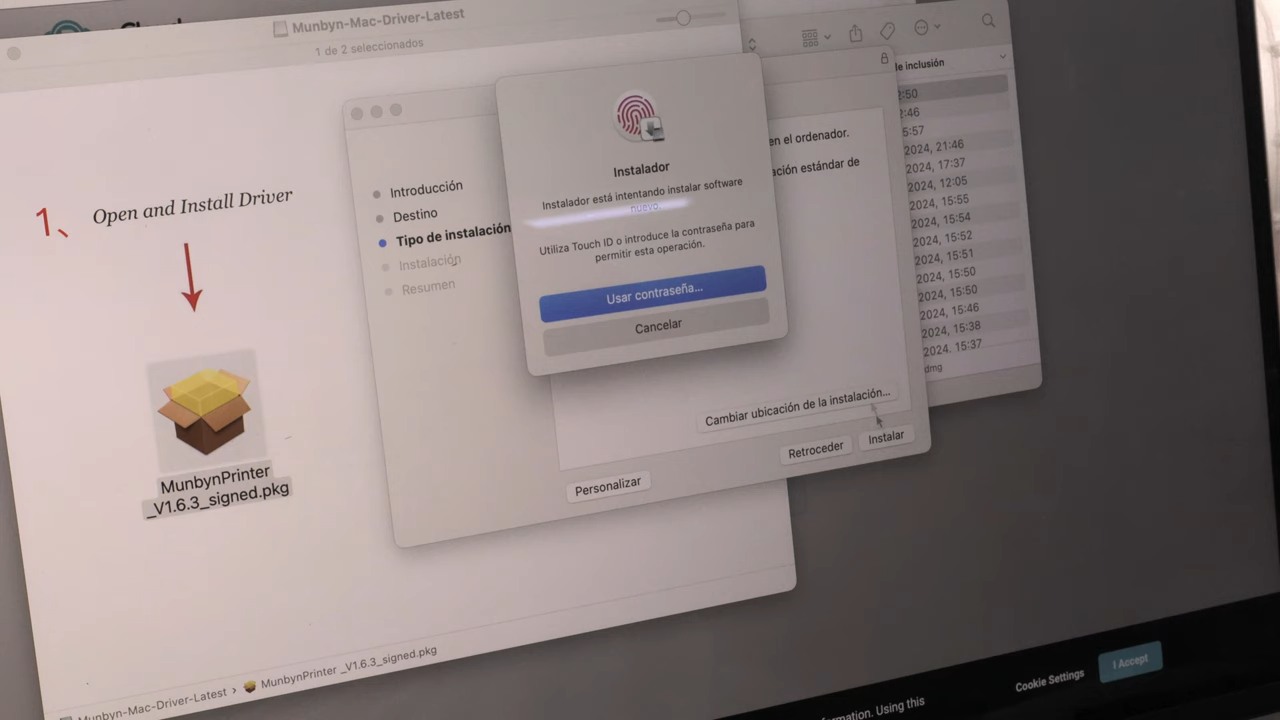 Munbyn-Mac-Driver-Latest
1 de 2 seleccionados
1、 Open and Install Driver
MunbynPrinter
_V1.6.3_signed.pkg
Munbyn-Mac-Driver-Latest › MunbynPrinter _V1.6.3_signed.pkg
Introducción
Destino
Tipo de instalación
Instalación
Resumen
en el ordenador.
ación estándar de
Instalador
Instalador está intentando instalar software
nuevo.
Utiliza Touch ID o introduce la contraseña para
permitir esta operación.
Usar contraseña...
Cancelar
Cambiar ubicación de la instalación...
Personalizar
Retroceder
Instalar
de inclusión
:50
:46
5:57
2024, 21:46
2024, 17:37
2024, 12:05
2024, 15:55
2024, 15:54
2024, 15:52
2024, 15:51
2024, 15:50
2024, 15:50
2024, 15:46
2024, 15:38
2024, 15:37
dmg
Using this
Cookie Settings
I Accept